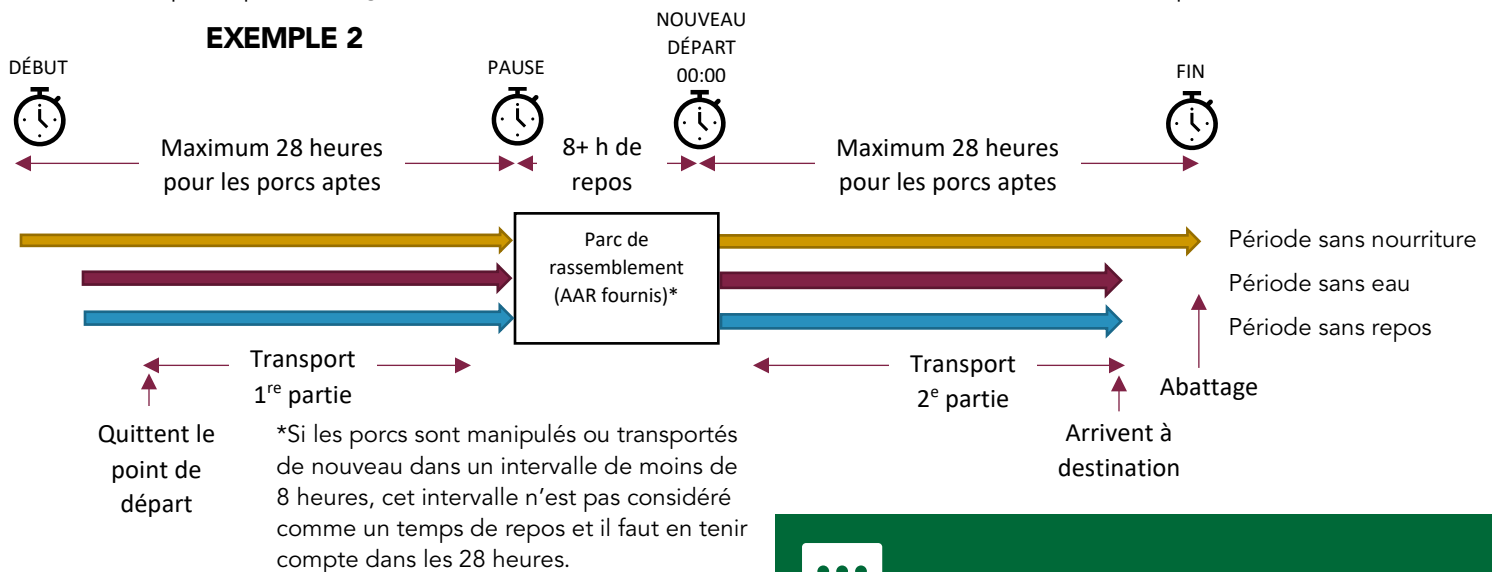 EXEMPLE 2
DÉBUT
PAUSE
NOUVEAU
DÉPART
00:00
FIN
Maximum 28 heures
pour les porcs aptes
8+ h de
repos
Maximum 28 heures
pour les porcs aptes
Parc de
rassemblement
(AAR fournis)*
Période sans nourriture
Période sans eau
Période sans repos
Transport
1re partie
Transport
2e partie
Abattage
Quittent le
point de
départ
Arrivent à
destination
*Si les porcs sont manipulés ou transportés
de nouveau dans un intervalle de moins de
8 heures, cet intervalle n’est pas considéré
comme un temps de repos et il faut en tenir
compte dans les 28 heures.